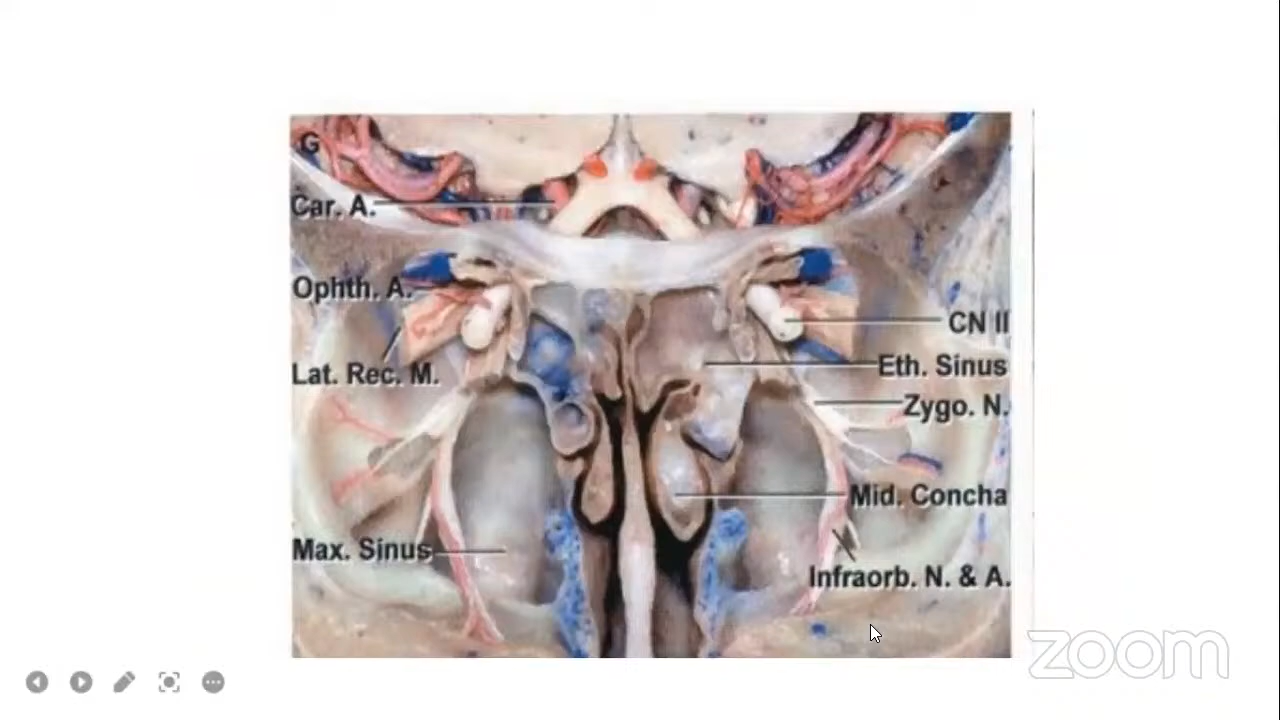 G
Car. A.
Ophth. A.
CN II
Eth. Sinus
Lat. Rec. M.
Zygo. N.
Mid. Concha
Max. Sinus
Infraorb. N. & A.
zoom